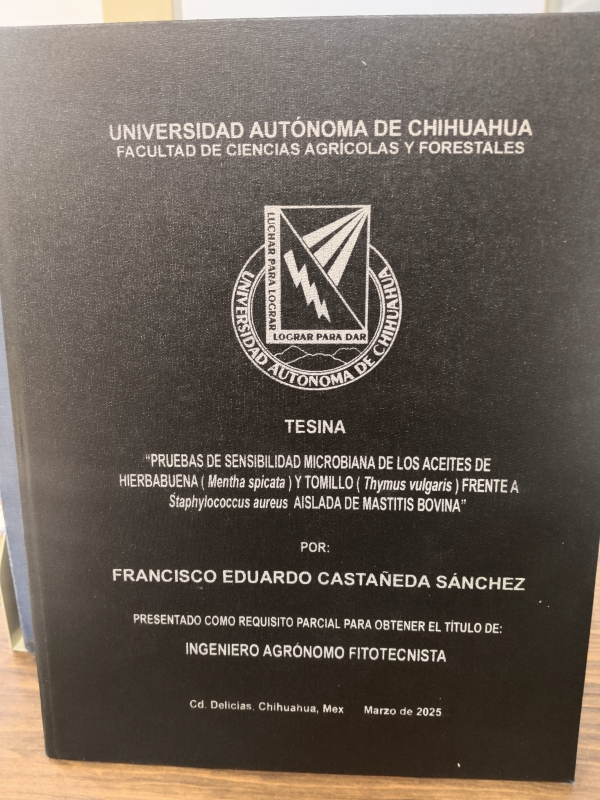 UNIVERSIDAD AUTÓNOMA DE CHIHUAHUA
FACULTAD DE CIENCIAS AGRÍCOLAS Y FORESTALES
LUCHAR PARA LOGRAR
LOGRAR PARA DAR
UNIVERSIDAD AUTONOMA DE CHIHUAHUA
TESINA
"PRUEBAS DE SENSIBILIDAD MICROBIANA DE LOS ACEITES DE
HIERBABUENA ( Mentha spicata ) Y TOMILLO ( Thymus vulgaris ) FRENTE A
Staphylococcus aureus AISLADA DE MASTITIS BOVINA"
POR:
FRANCISCO EDUARDO CASTAÑEDA SÁNCHEZ
PRESENTADO COMO REQUISITO PARCIAL PARA OBTENER EL TÍTULO DE:
INGENIERO AGRÓNOMO FITOTECNISTA
Cd. Delicias, Chihuahua, Mex Marzo de 2025